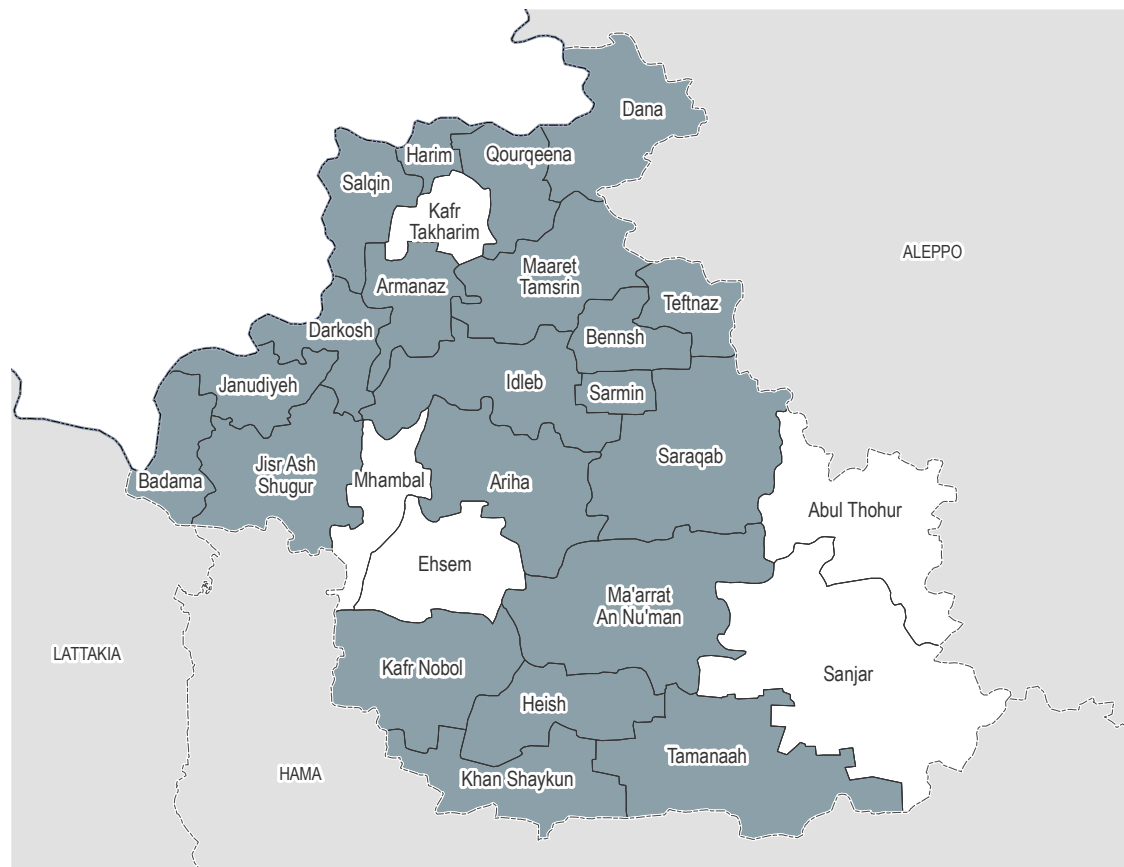 Dana
Harim
Qourqeena
Salqin
Kafr
Takharim
ALEPPO
Maaret
Tamsrin
Armanaz
Teftnaz
Darkosh
Bennsh
Janudiyeh
Idleb
Sarmin
Saraqab
Jisr Ash
Shugur
Badama
Mhambal
Ariha
Abul Thohur
Ehsem
Ma'arrat
An Nu'man
LATTAKIA
Kafr Nobol
Sanjar
Heish
Tamanaah
HAMA
Khan Shaykun